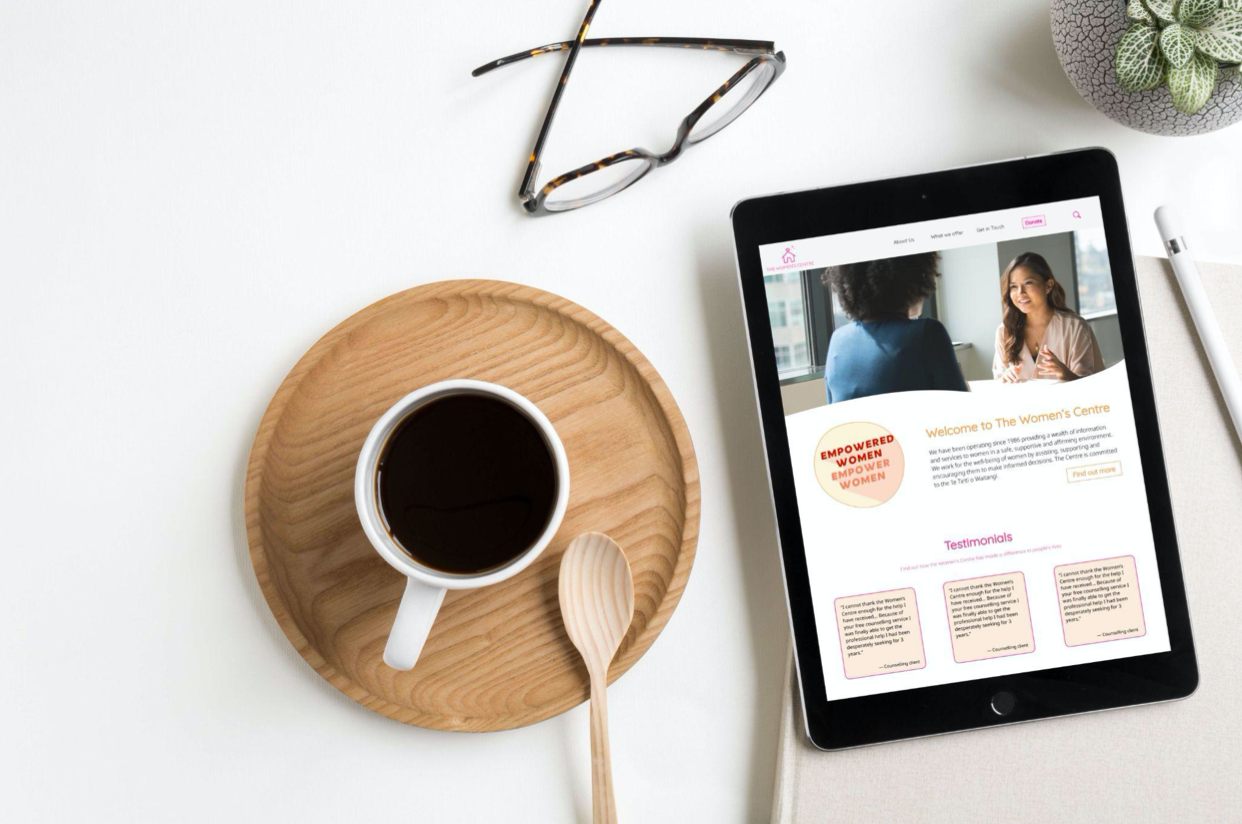 THE WOMEN'S CENTRE
About Us
What we offer
Get in Touch
Donate
EMPOWERED
WOMEN
EMPOWER
WOMEN
Welcome to The Women's Centre
We have been operating since 1986 providing a wealth of information
and services to women in a safe, supportive and affirming environment.
We work for the well-being of women by assisting, supporting and
encouraging them to make informed decisions. The Centre is committed
to the Te Tiriti o Waitangi
Find out more
Testimonials
Find out how the Women's Centre has made a difference to people's lives
"I cannot thank the Women's
Centre enough for the help I
have received... Because of
your free counselling service I
was finally able to get the
professional help I had been
desperately seeking for 3
years."
— Counselling client
"I cannot thank the Women's
Centre enough for the help I
have received... Because of
your free counselling service I
was finally able to get the
professional help I had been
desperately seeking for 3
years."
— Counselling client
"I cannot thank the Women's
Centre enough for the help I
have received... Because of
your free counselling service I
was finally able to get the
professional help I had been
desperately seeking for 3
years."
— Counselling client